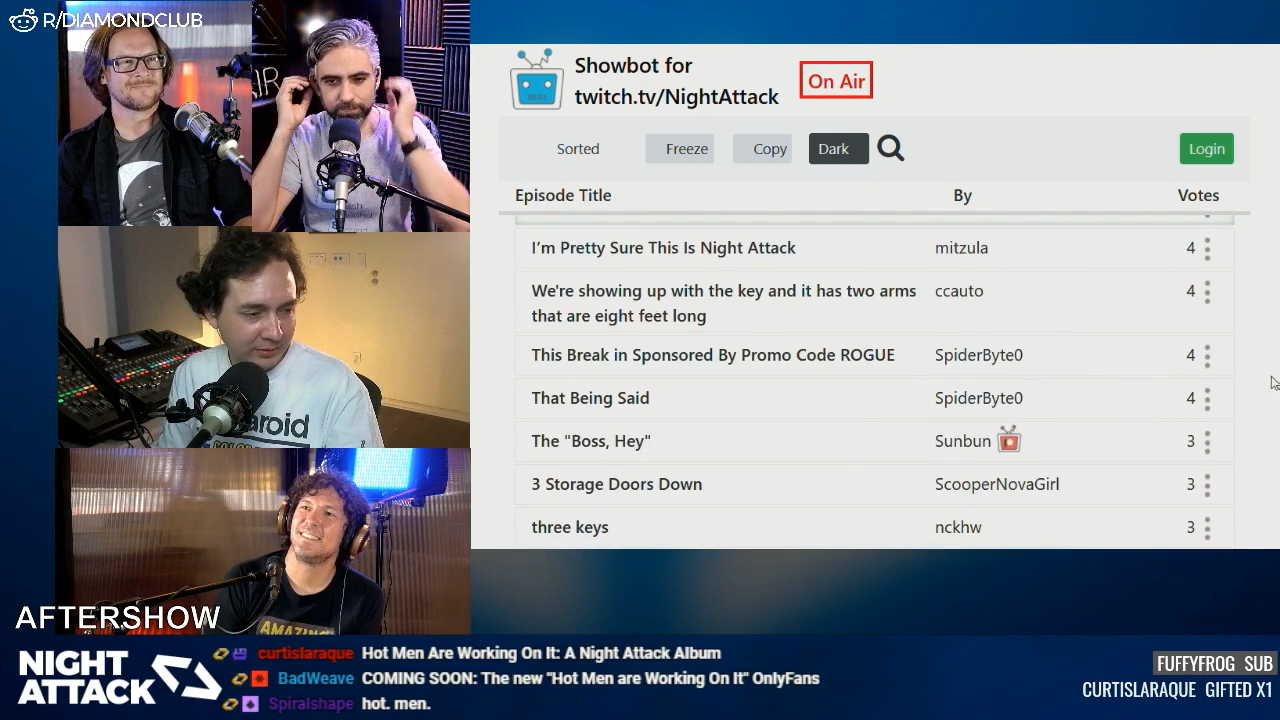 R/DIAMONDCLUB
Showbot for
twitch.tv/NightAttack
On Air
Sorted
Freeze
Copy
Dark
Login
Episode Title
By
Votes
I'm Pretty Sure This Is Night Attack
mitzula
4
We're showing up with the key and it has two arms
that are eight feet long
ccauto
4
This Break in Sponsored By Promo Code ROGUE
SpiderByte0
4
That Being Said
SpiderByte0
4
The "Boss, Hey"
Sunbun
3
3 Storage Doors Down
ScooperNovaGirl
3
three keys
nckhw
3
AFTERSHOW
AMAZING
NIGHT
ATTACK
curtislaraque Hot Men Are Working On It: A Night Attack Album
BadWeave COMING SOON: The new "Hot Men are Working On It" OnlyFans
Spiralshape hot. men.
FUFFYFROG SUB
CURTISLARAQUE GIFTED X1